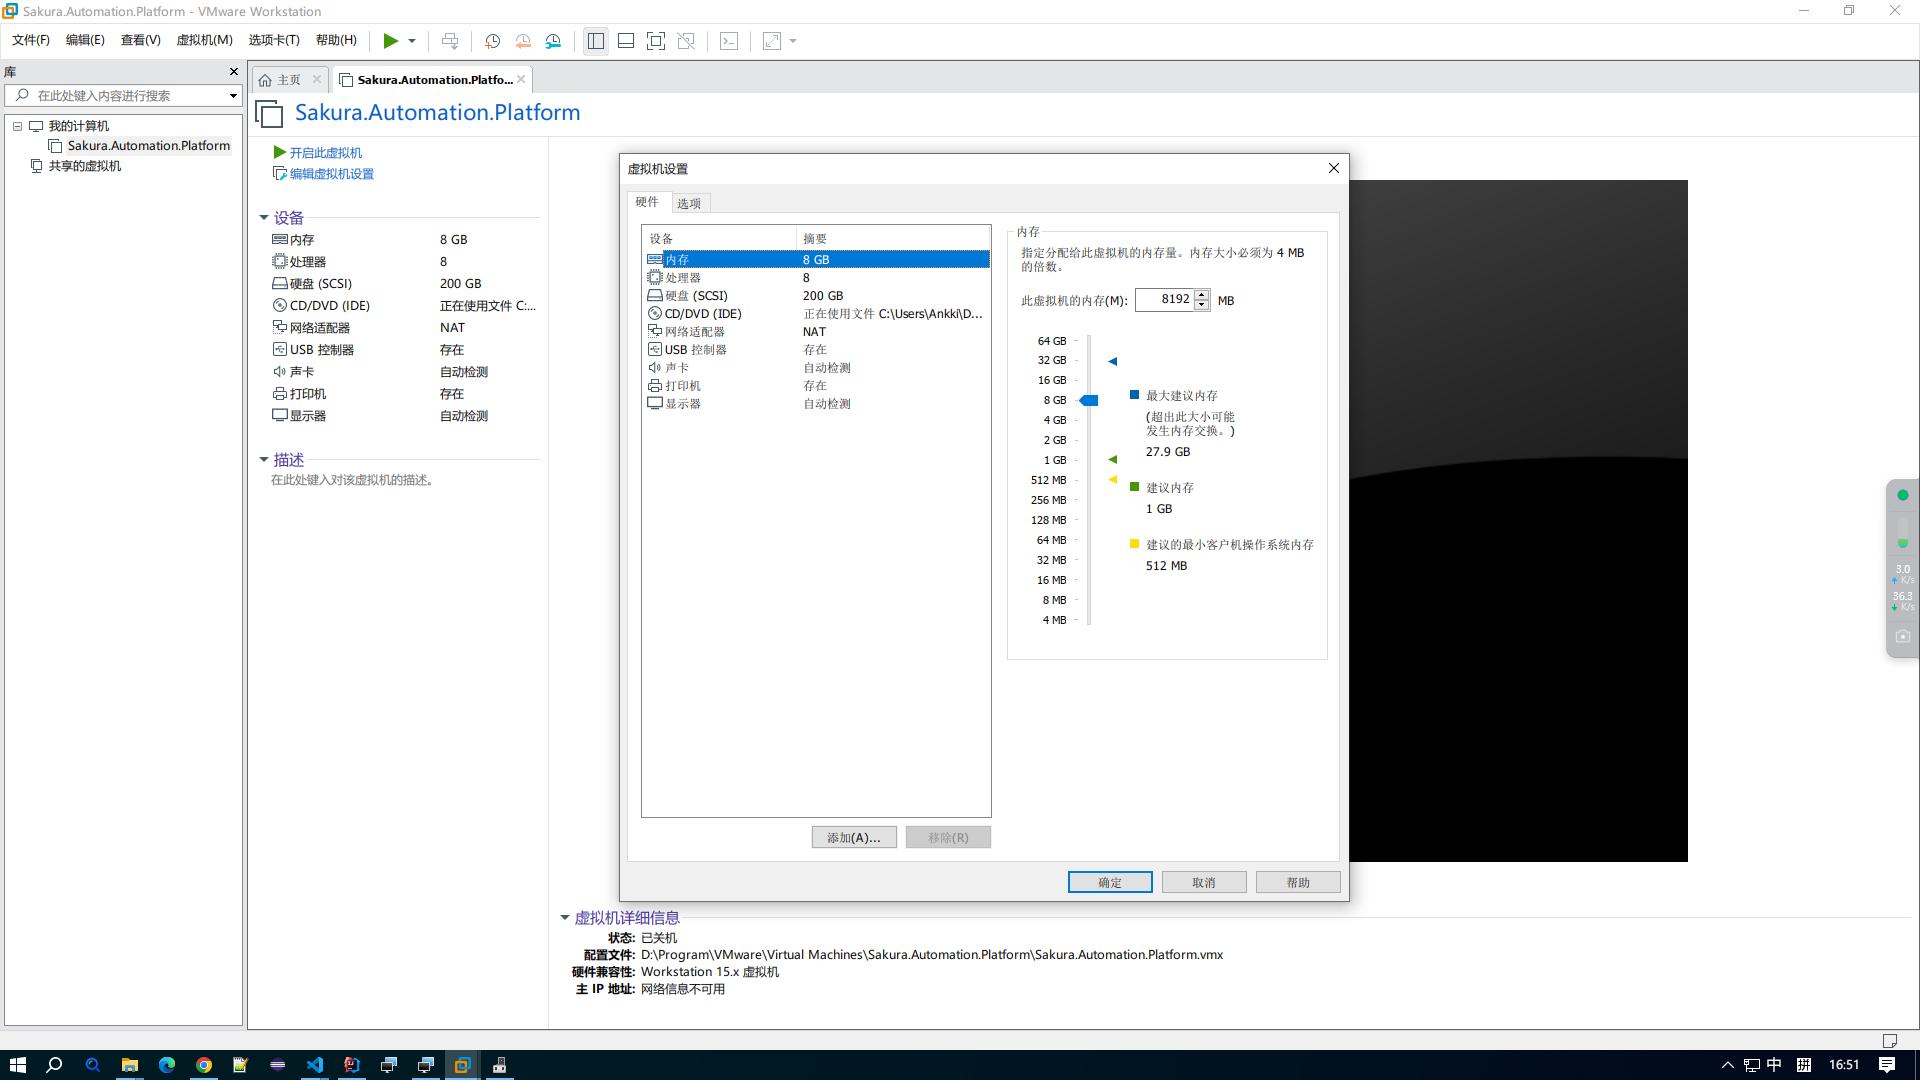 Sakura.Automation.Platform - VMware Workstation
文件(F) 编辑(E) 查看(V) 虚拟机(M) 选项卡(T) 帮助(H)
库
在此处键入内容进行搜索
我的计算机
Sakura.Automation.Platform
共享的虚拟机
主页
Sakura.Automation.Platfo...
Sakura.Automation.Platform
开启此虚拟机
编辑虚拟机设置
设备
内存 8 GB
处理器 8
硬盘 (SCSI) 200 GB
CD/DVD (IDE) 正在使用文件 C:...
网络适配器 NAT
USB 控制器 存在
声卡 自动检测
打印机 存在
显示器 自动检测
描述
在此处键入对该虚拟机的描述。
虚拟机设置
硬件 选项
设备 摘要
内存 8 GB
处理器 8
硬盘 (SCSI) 200 GB
CD/DVD (IDE) 正在使用文件 C:\Users\Ankki\D...
网络适配器 NAT
USB 控制器 存在
声卡 自动检测
打印机 存在
显示器 自动检测
添加(A)... 移除(R)
内存
指定分配给此虚拟机的内存量。内存大小必须为 4 MB
的倍数。
此虚拟机的内存(M): 8192 MB
64 GB
32 GB
16 GB
8 GB
4 GB
2 GB
1 GB
512 MB
256 MB
128 MB
64 MB
32 MB
16 MB
8 MB
4 MB
最大建议内存
(超出此大小可能
发生内存交换。)
27.9 GB
建议内存
1 GB
建议的最小客户机操作系统内存
512 MB
确定 取消 帮助
虚拟机详细信息
状态: 已关机
配置文件: D:\Program\VMware\Virtual Machines\Sakura.Automation.Platform\Sakura.Automation.Platform.vmx
硬件兼容性: Workstation 15.x 虚拟机
主 IP 地址: 网络信息不可用
3.0
K/s
36.3
K/s
中 拼 16:51